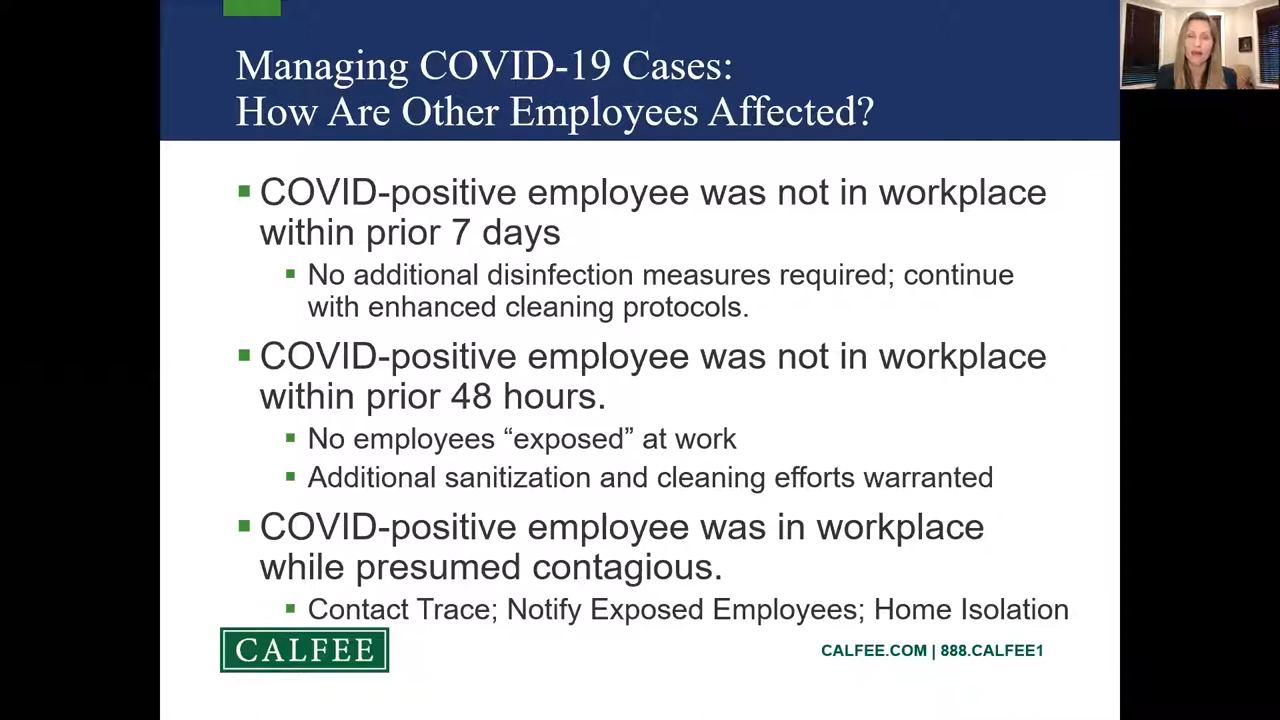 Managing COVID-19 Cases:
How Are Other Employees Affected?
COVID-positive employee was not in workplace
within prior 7 days
No additional disinfection measures required; continue
with enhanced cleaning protocols.
COVID-positive employee was not in workplace
within prior 48 hours.
No employees “exposed” at work
Additional sanitization and cleaning efforts warranted
COVID-positive employee was in workplace
while presumed contagious.
Contact Trace; Notify Exposed Employees; Home Isolation
CALFEE
CALFEE.COM | 888.CALFEE1